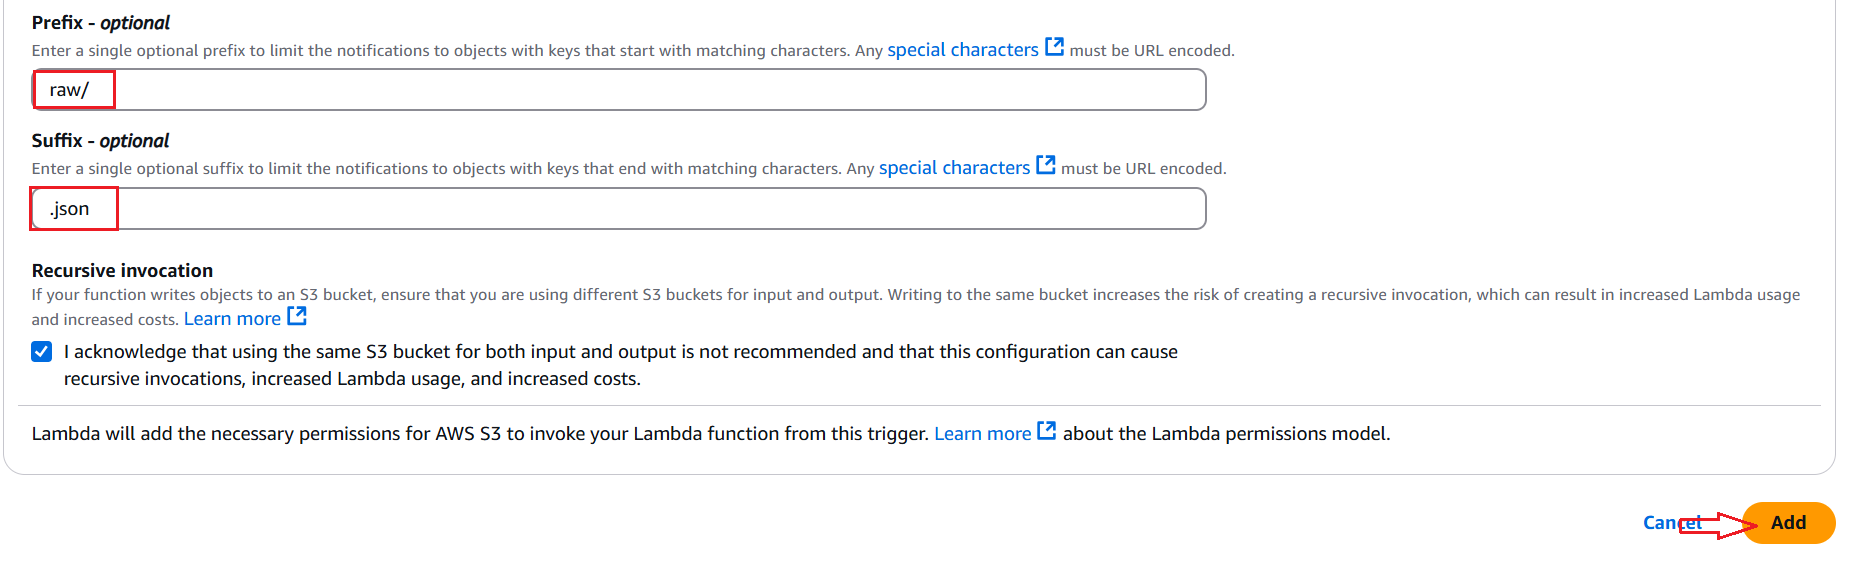 Prefix - optional
Enter a single optional prefix to limit the notifications to objects with keys that start with matching characters. Any special characters must be URL encoded.
raw/
Suffix - optional
Enter a single optional suffix to limit the notifications to objects with keys that end with matching characters. Any special characters must be URL encoded.
.json
Recursive invocation
If your function writes objects to an S3 bucket, ensure that you are using different S3 buckets for input and output. Writing to the same bucket increases the risk of creating a recursive invocation, which can result in increased Lambda usage
and increased costs. Learn more
I acknowledge that using the same S3 bucket for both input and output is not recommended and that this configuration can cause
recursive invocations, increased Lambda usage, and increased costs.
Lambda will add the necessary permissions for AWS S3 to invoke your Lambda function from this trigger. Learn more about the Lambda permissions model.
Cancel Add